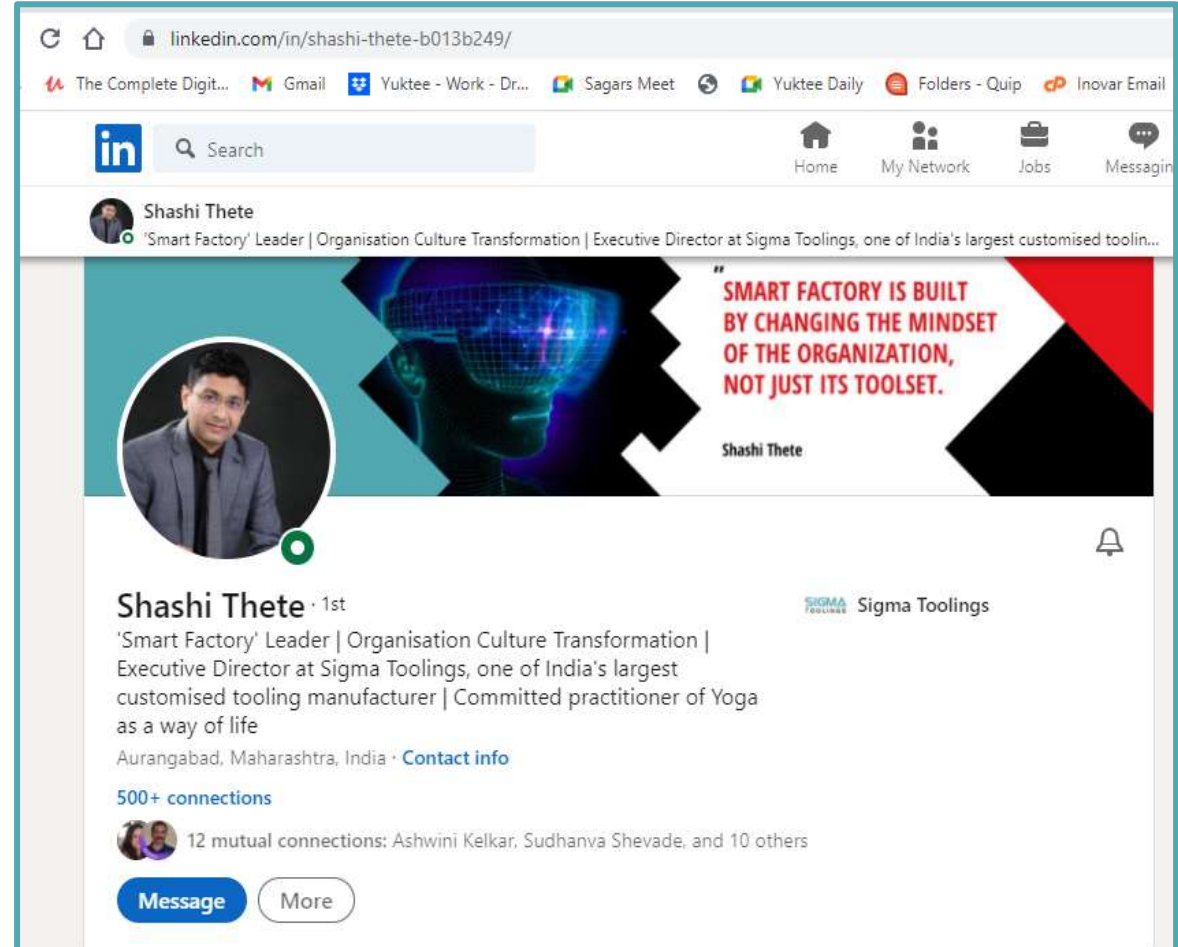 linkedin.com/in/shashi-thete-b013b249/
The Complete Digit... Gmail Yuktee - Work - Dr... Sagars Meet Yuktee Daily Folders - Quip Inovar Email
in Search Home My Network Jobs Messagin
Shashi Thete
'Smart Factory' Leader | Organisation Culture Transformation | Executive Director at Sigma Toolings, one of India's largest customised toolin...
"
SMART FACTORY IS BUILT
BY CHANGING THE MINDSET
OF THE ORGANIZATION,
NOT JUST ITS TOOLSET.
Shashi Thete
Shashi Thete · 1st
SIGMA TOOLINGS Sigma Toolings
'Smart Factory' Leader | Organisation Culture Transformation |
Executive Director at Sigma Toolings, one of India's largest
customised tooling manufacturer | Committed practitioner of Yoga
as a way of life
Aurangabad, Maharashtra, India · Contact info
500+ connections
12 mutual connections: Ashwini Kelkar, Sudhanva Shevade, and 10 others
Message More